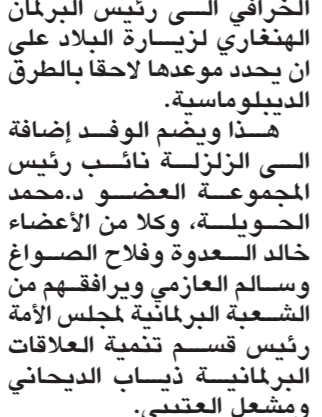 الخرافي الى رئيس البرلمان
الهنغاري لزيارة البلاد على
ان يحدد موعدها لاحقا بالطرق
الديبلوماسية.
هذا ويضم الوفد إضافة
الى الزلزلة نائب رئيس
المجموعة العضو د.محمد
الحويلة، وكلا من الأعضاء
خالد العدوة وفلاح الصواغ
وسالم العازمي ويرافقهم من
الشعبة البرلمانية لمجلس الأمة
رئيس قسم تنمية العلاقات
البرلمانية ذياب الديحاني
ومشعل العتيبي.